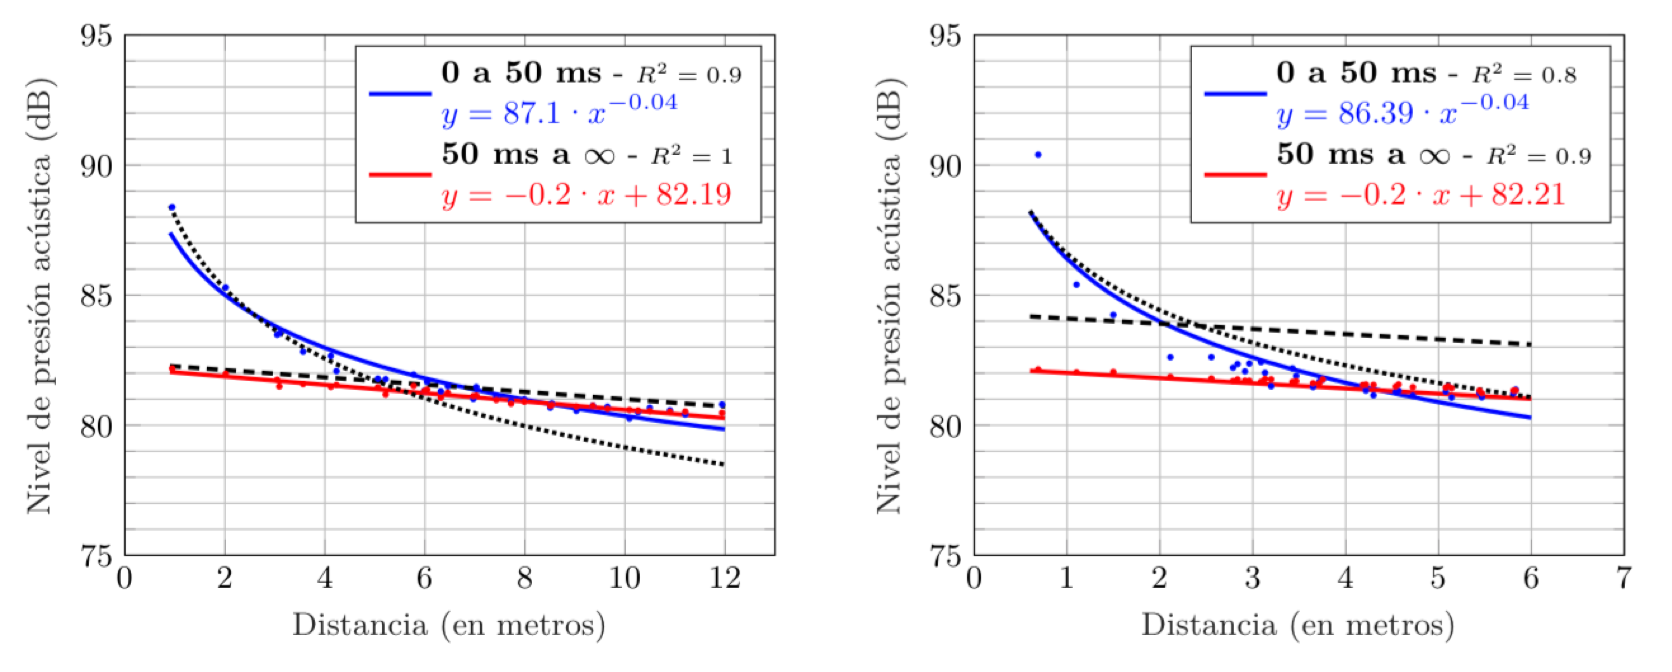 95
90
85
80
75
0 2 4 6 8 10 12
Nivel de presión acústica (dB)
Distancia (en metros)
0 a 50 ms - R² = 0.9
y = 87.1 · x^−0.04
50 ms a ∞ - R² = 1
y = −0.2 · x + 82.19
95
90
85
80
75
0 1 2 3 4 5 6 7
Nivel de presión acústica (dB)
Distancia (en metros)
0 a 50 ms - R² = 0.8
y = 86.39 · x^−0.04
50 ms a ∞ - R² = 0.9
y = −0.2 · x + 82.21